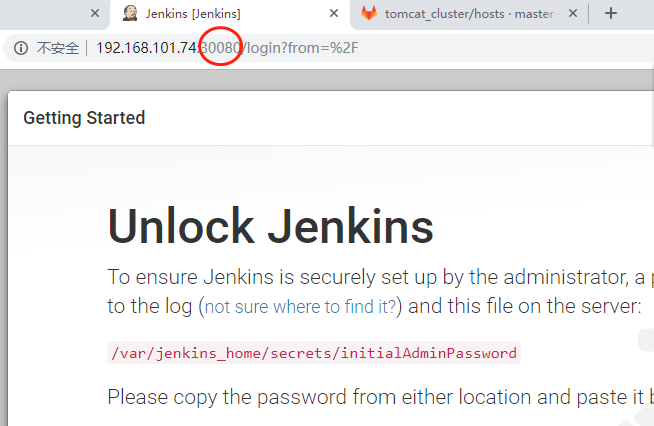 Jenkins [Jenkins]
tomcat_cluster/hosts · master
不安全
192.168.101.74:30080/login?from=%2F
Getting Started
Unlock Jenkins
To ensure Jenkins is securely set up by the administrator, a
to the log (not sure where to find it?) and this file on the server:
/var/jenkins_home/secrets/initialAdminPassword
Please copy the password from either location and paste it